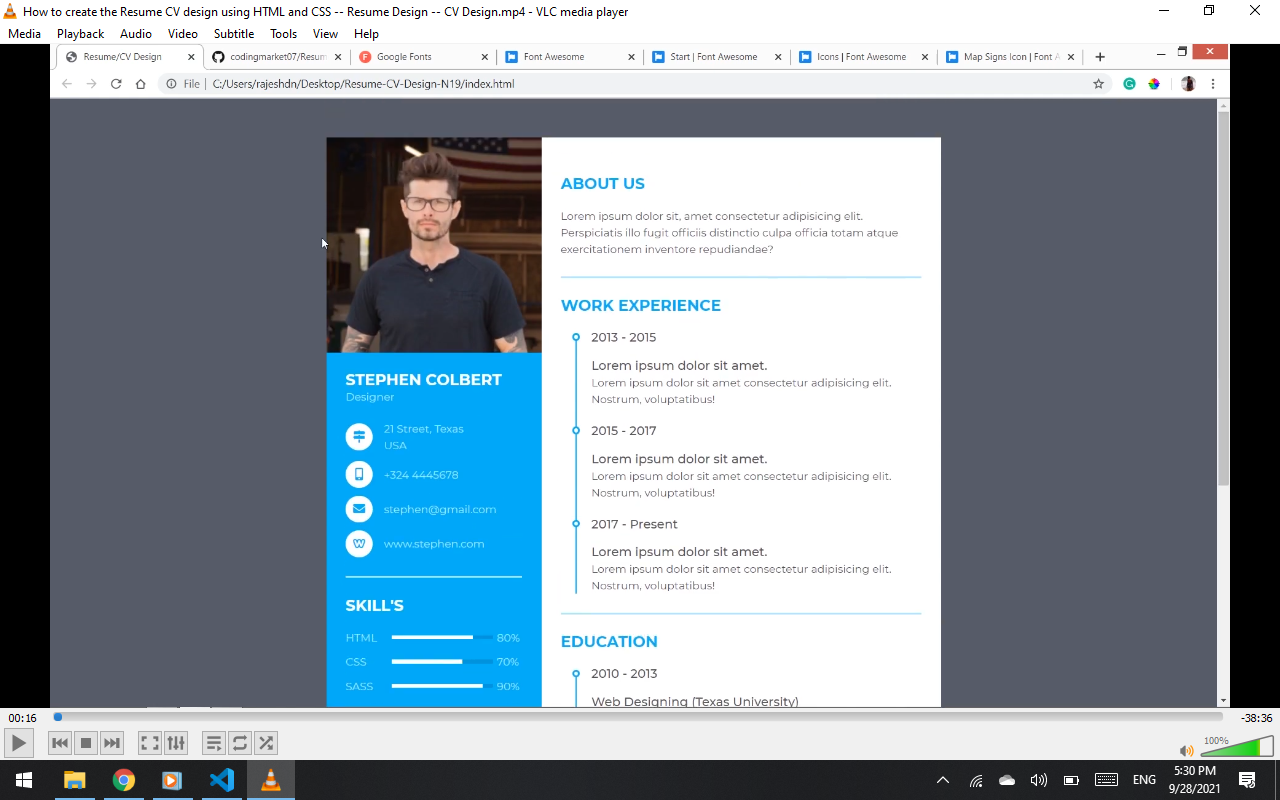 How to create the Resume CV design using HTML and CSS -- Resume Design -- CV Design.mp4 - VLC media player
Media Playback Audio Video Subtitle Tools View Help
Resume/CV Design
codingmarket07/Resum
Google Fonts
Font Awesome
Start | Font Awesome
Icons | Font Awesome
Map Signs Icon | Font A
File | C:/Users/rajeshdn/Desktop/Resume-CV-Design-N19/index.html
STEPHEN COLBERT
Designer
21 Street, Texas
USA
+324 4445678
stephen@gmail.com
www.stephen.com
SKILL'S
HTML 80%
CSS 70%
SASS 90%
ABOUT US
Lorem ipsum dolor sit, amet consectetur adipisicing elit.
Perspiciatis illo fugit officiis distinctio culpa officia totam atque
exercitationem inventore repudiandae?
WORK EXPERIENCE
2013 - 2015
Lorem ipsum dolor sit amet.
Lorem ipsum dolor sit amet consectetur adipisicing elit.
Nostrum, voluptatibus!
2015 - 2017
Lorem ipsum dolor sit amet.
Lorem ipsum dolor sit amet consectetur adipisicing elit.
Nostrum, voluptatibus!
2017 - Present
Lorem ipsum dolor sit amet.
Lorem ipsum dolor sit amet consectetur adipisicing elit.
Nostrum, voluptatibus!
EDUCATION
2010 - 2013
Web Designing (Texas University)
00:16
-38:36
100%
ENG
5:30 PM
9/28/2021